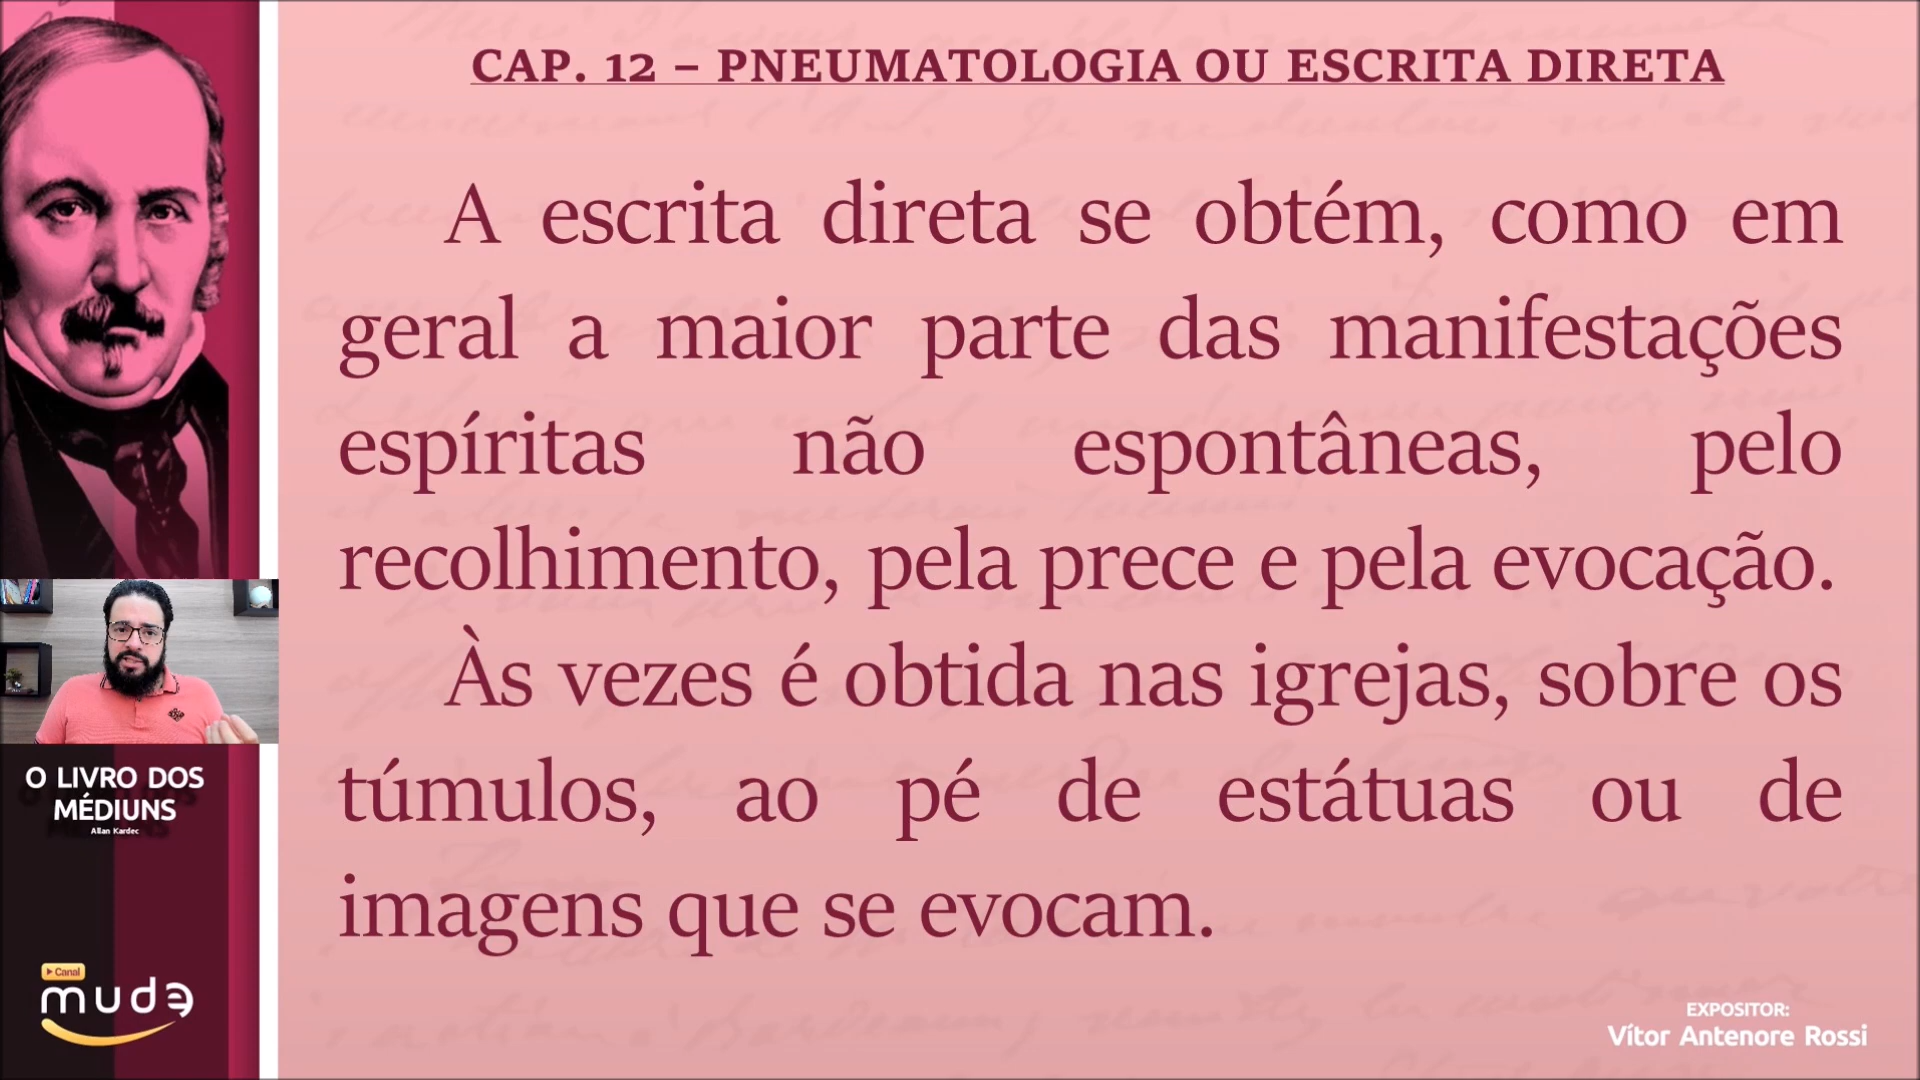 CAP. 12 – PNEUMATOLOGIA OU ESCRITA DIRETA
A escrita direta se obtém, como em
geral a maior parte das manifestações
espíritas não espontâneas, pelo
recolhimento, pela prece e pela evocação.
Às vezes é obtida nas igrejas, sobre os
túmulos, ao pé de estátuas ou de
imagens que se evocam.
O LIVRO DOS
MÉDIUNS
Allan Kardec
Canal
mude
EXPOSITOR:
Vítor Antenore Rossi